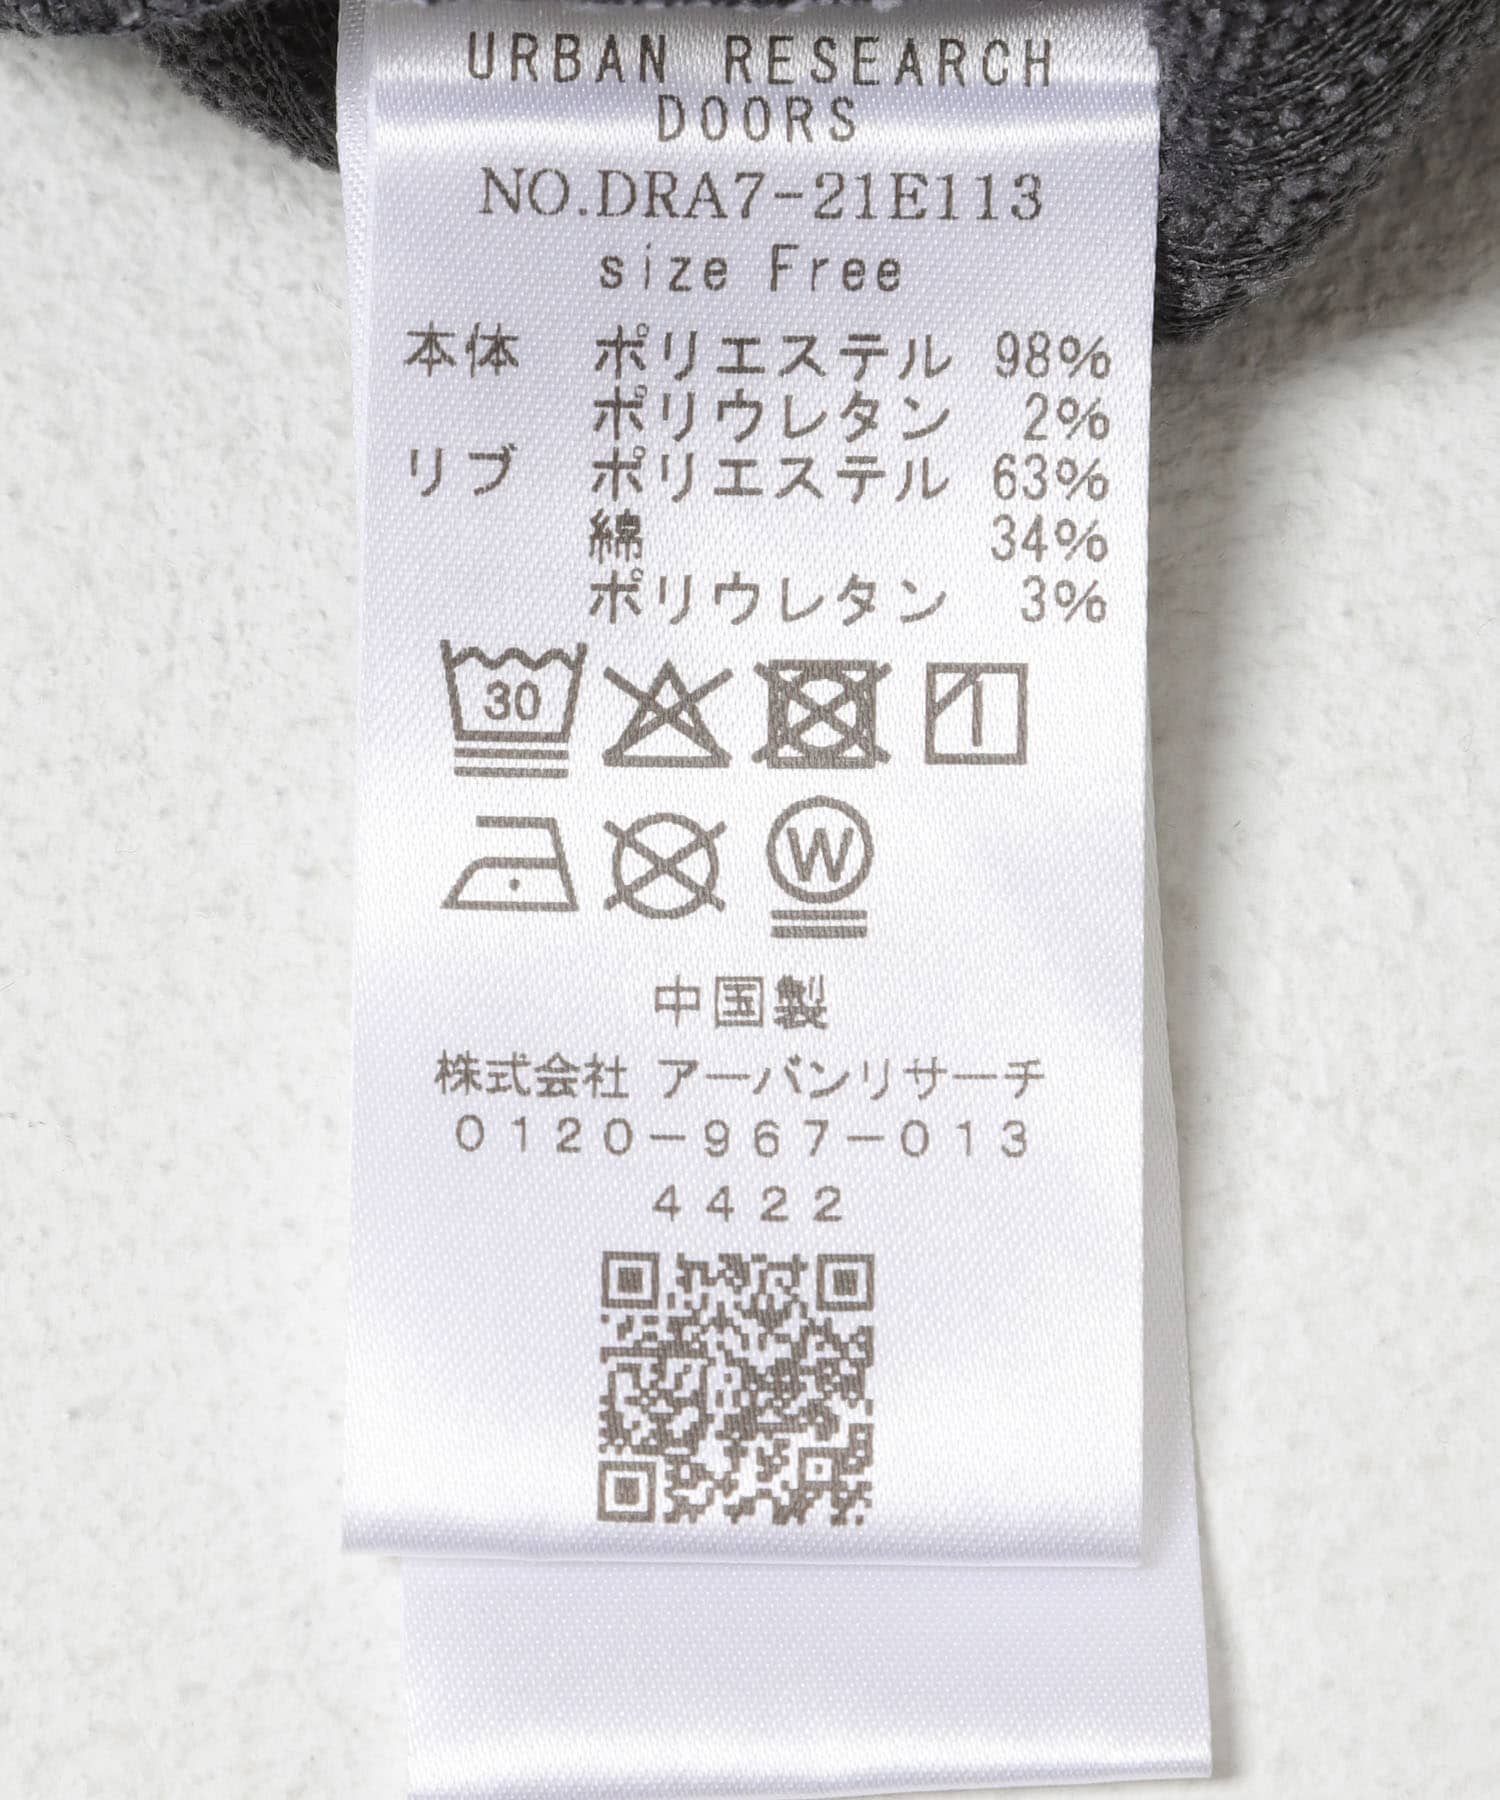 URBAN RESEARCH
DOORS
NO.DRA7-21E113
size Free
本体 ポリエステル 98%
ポリウレタン 2%
リブ ポリエステル 63%
綿 34%
ポリウレタン 3%
30
W
中国製
株式会社 アーバンリサーチ
0120-967-013
4422